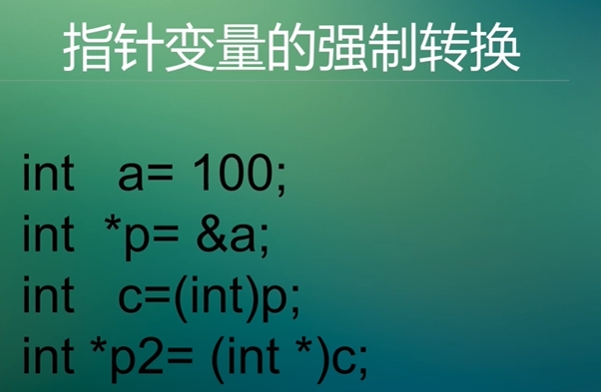 指针变量的强制转换
int a= 100;
int *p= &a;
int c=(int)p;
int *p2= (int *)c;